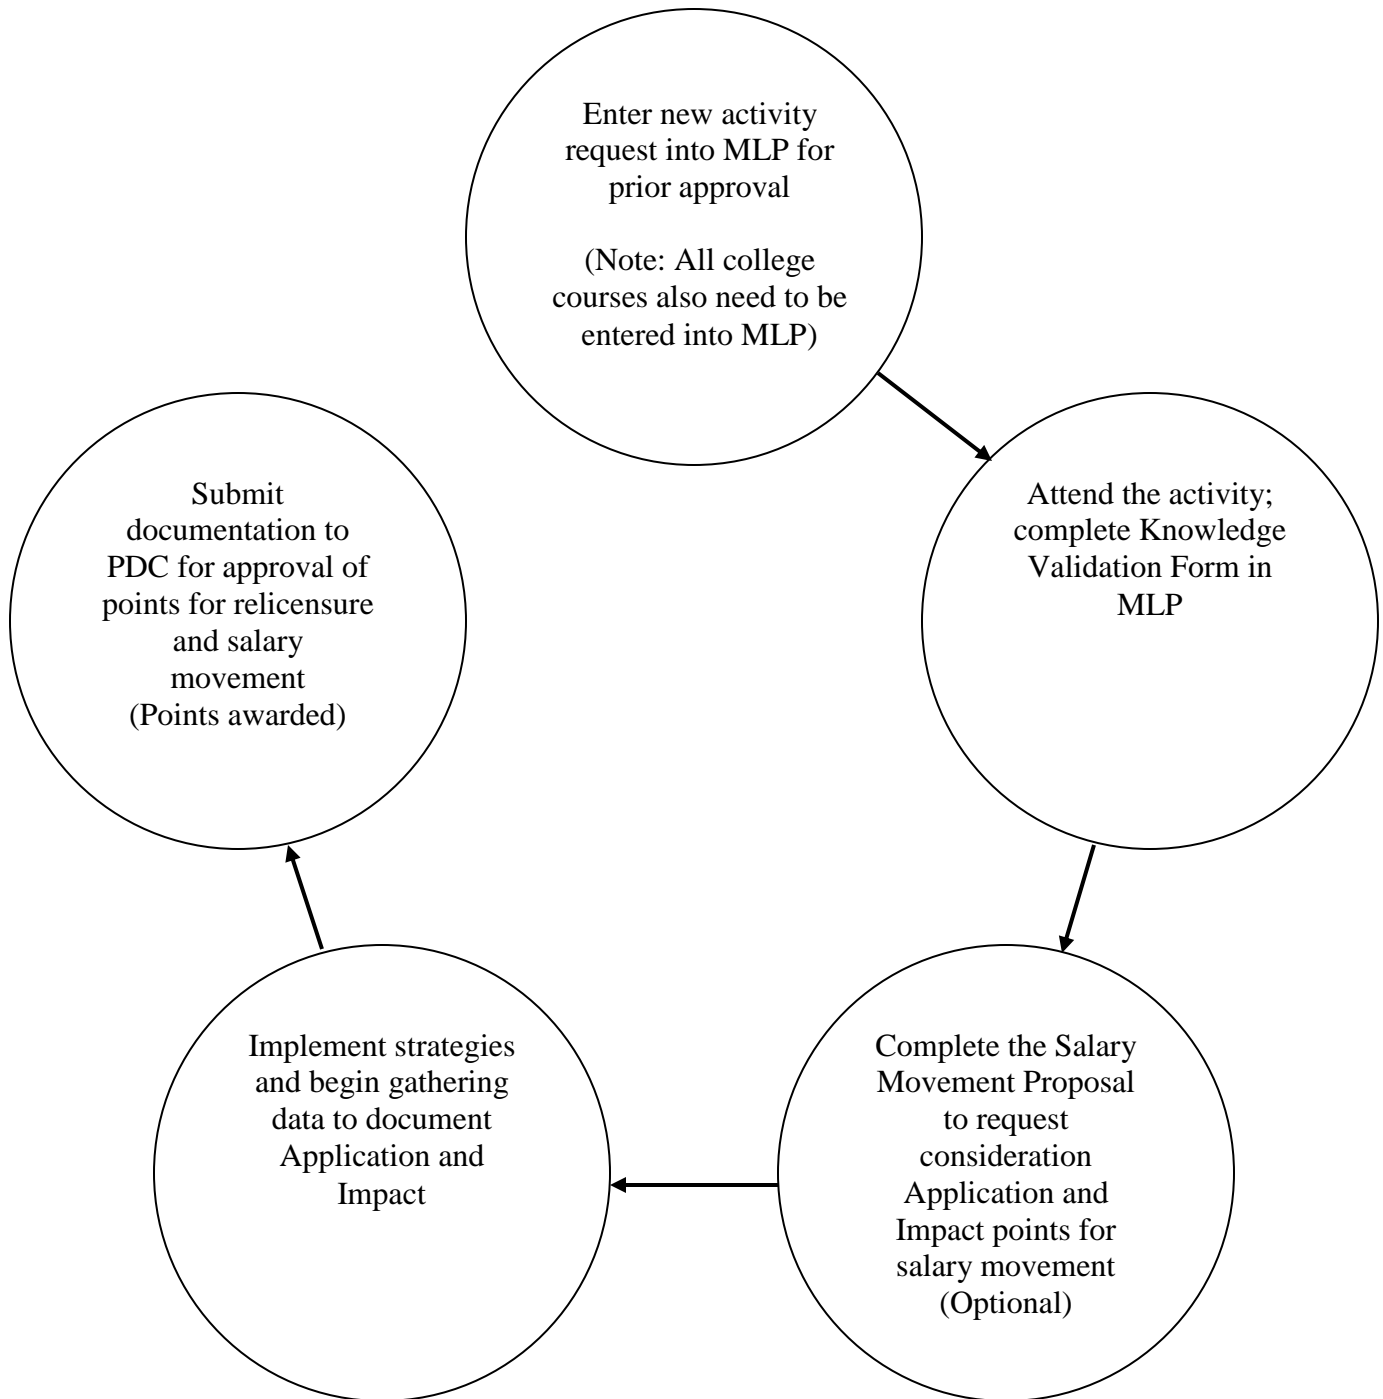 Enter new activity
request into MLP for
prior approval
(Note: All college
courses also need to be
entered into MLP)
Attend the activity;
complete Knowledge
Validation Form in
MLP
Complete the Salary
Movement Proposal
to request
consideration
Application and
Impact points for
salary movement
(Optional)
Implement strategies
and begin gathering
data to document
Application and
Impact
Submit
documentation to
PDC for approval of
points for relicensure
and salary
movement
(Points awarded)